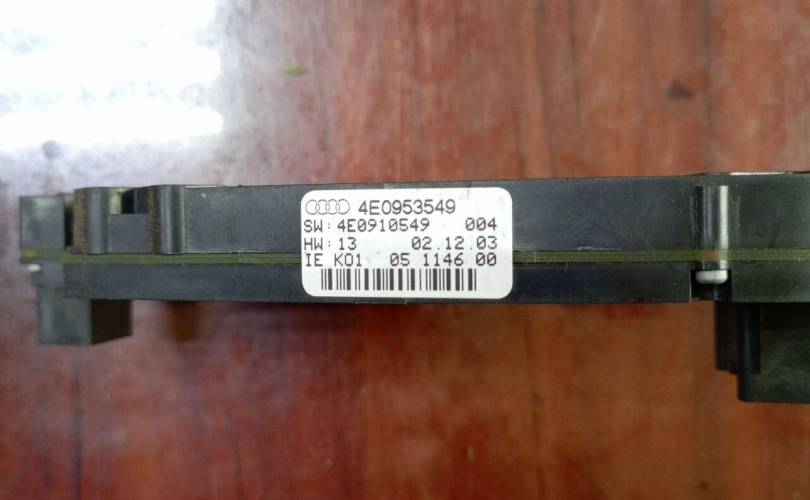 4E0953549
SW: 4E0910549 004
HW: 13 02.12.03
IE K01 05 1146 00